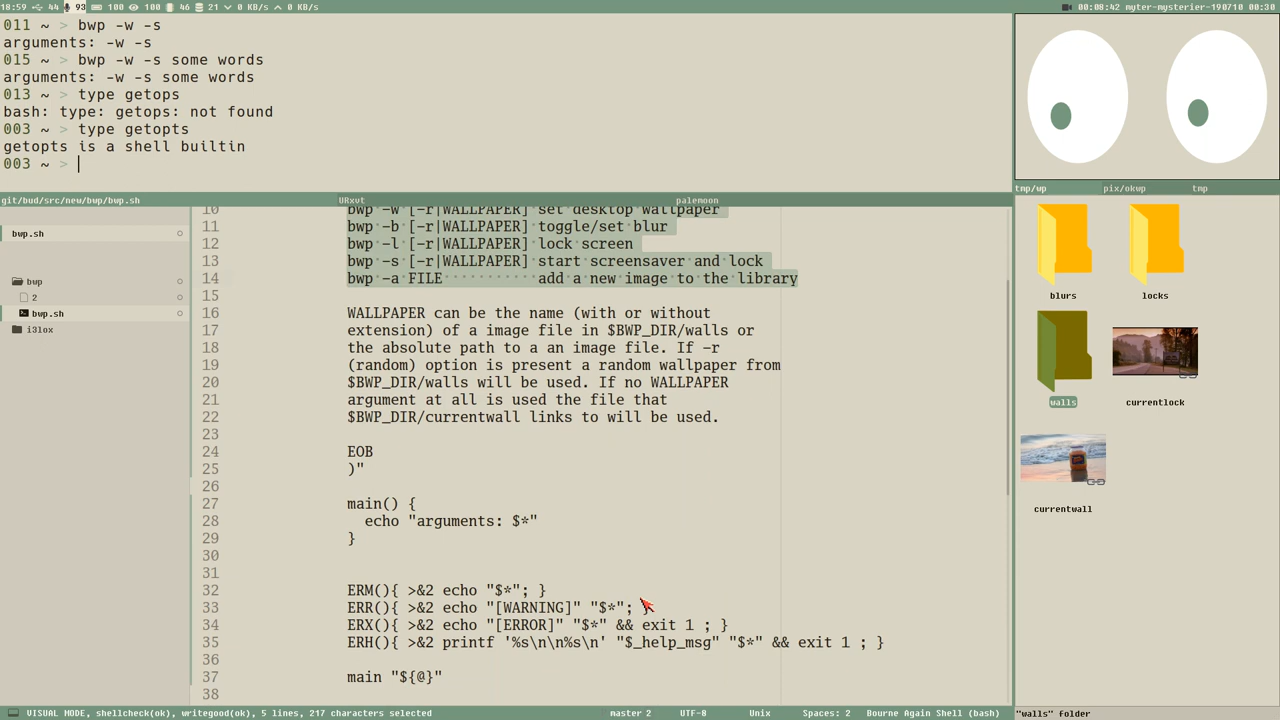 18:59 44 93 100 100 46 21 0 KB/s 0 KB/s
00:08:42 myter-mysterier-190710 00:30
011 ~ > bwp -w -s
arguments: -w -s
015 ~ > bwp -w -s some words
arguments: -w -s some words
013 ~ > type getops
bash: type: getops: not found
003 ~ > type getopts
getopts is a shell builtin
003 ~ >
git/bud/src/new/bwp/bwp.sh
URxvt
palemoon
bwp.sh
bwp
2
bwp.sh
i3lox
10 bwp·-w·[-r|WALLPAPER]·set·desktop·wallpaper
11 bwp·-b·[-r|WALLPAPER]·toggle/set·blur
12 bwp·-l·[-r|WALLPAPER]·lock·screen
13 bwp·-s·[-r|WALLPAPER]·start·screensaver·and·lock
14 bwp·-a·FILE···········add·a·new·image·to·the·library
15
16 WALLPAPER can be the name (with or without
17 extension) of a image file in $BWP_DIR/walls or
18 the absolute path to a an image file. If -r
19 (random) option is present a random wallpaper from
20 $BWP_DIR/walls will be used. If no WALLPAPER
21 argument at all is used the file that
22 $BWP_DIR/currentwall links to will be used.
23
24 EOB
25 )"
26
27 main() {
28 echo "arguments: $*"
29 }
30
31
32 ERM(){ >&2 echo "$*"; }
33 ERR(){ >&2 echo "[WARNING]" "$*"; }
34 ERX(){ >&2 echo "[ERROR]" "$*" && exit 1 ; }
35 ERH(){ >&2 printf '%s\n\n%s\n' "$_help_msg" "$*" && exit 1 ; }
36
37 main "${@}"
38
VISUAL MODE, shellcheck(ok), writegood(ok), 5 lines, 217 characters selected
master 2
UTF-8
Unix
Spaces: 2
Bourne Again Shell (bash)
tmp/wp
pix/okwp
tmp
blurs
locks
walls
currentlock
currentwall
"walls" folder